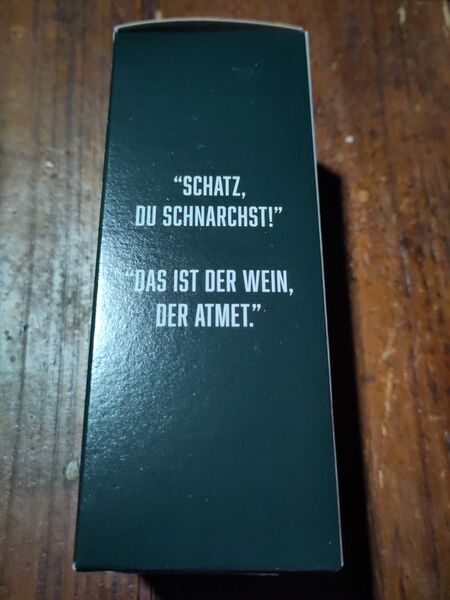 “SCHATZ,
DU SCHNARCHST!”
“DAS IST DER WEIN,
DER ATMET.”